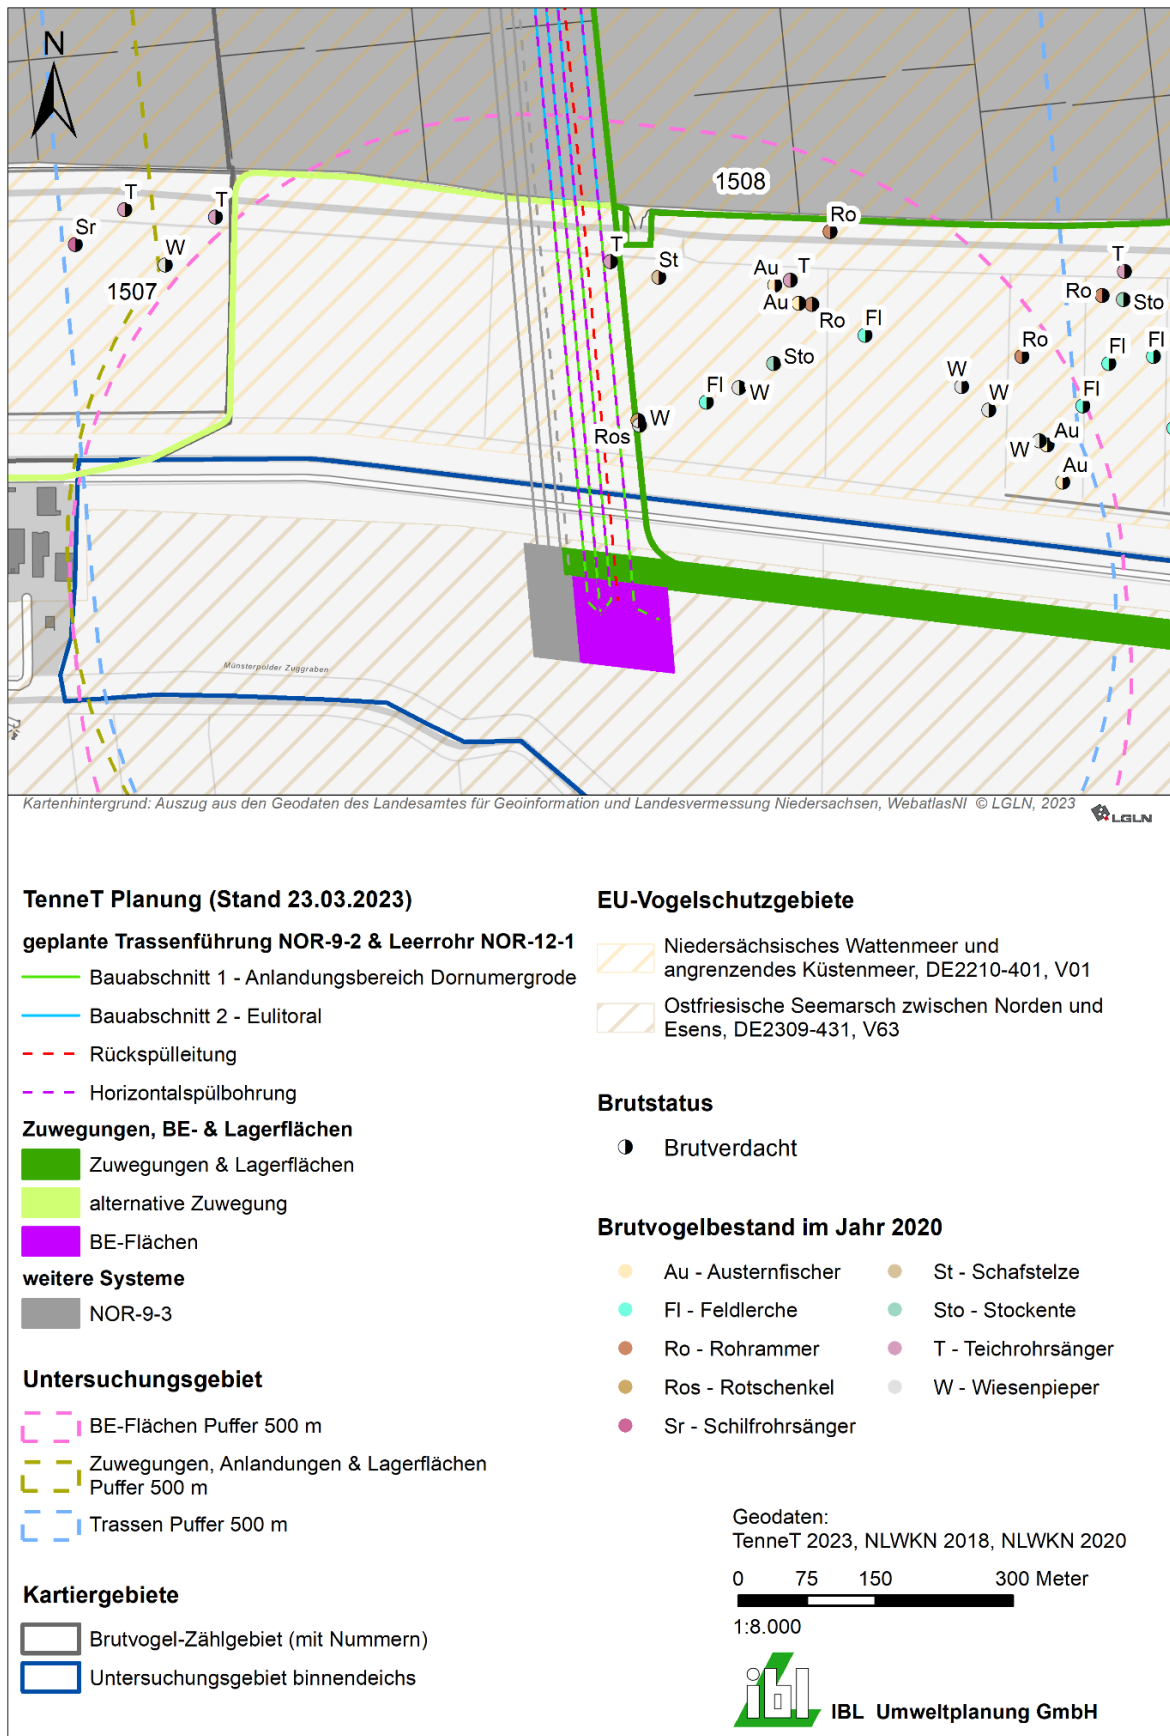 N
1508
T
T
Ro
Sr
W
T
St
Au
T
T
1507
Au
Ro
Ro
Sto
Fl
Sto
Ro
Fl
Fl
Fl
W
W
W
Fl
Ros
W
W
Au
Au
Münsterpolder Zuggraben
Kartenhintergrund: Auszug aus den Geodaten des Landesamtes für Geoinformation und Landesvermessung Niedersachsen, WebatlasNI © LGLN, 2023
LGLN
TenneT Planung (Stand 23.03.2023)
geplante Trassenführung NOR-9-2 & Leerrohr NOR-12-1
Bauabschnitt 1 - Anlandungsbereich Dornumergrode
Bauabschnitt 2 - Eulitoral
Rückspülleitung
Horizontalspülbohrung
Zuwegungen, BE- & Lagerflächen
Zuwegungen & Lagerflächen
alternative Zuwegung
BE-Flächen
weitere Systeme
NOR-9-3
Untersuchungsgebiet
BE-Flächen Puffer 500 m
Zuwegungen, Anlandungen & Lagerflächen
Puffer 500 m
Trassen Puffer 500 m
Kartiergebiete
Brutvogel-Zählgebiet (mit Nummern)
Untersuchungsgebiet binnendeichs
EU-Vogelschutzgebiete
Niedersächsisches Wattenmeer und
angrenzendes Küstenmeer, DE2210-401, V01
Ostfriesische Seemarsch zwischen Norden und
Esens, DE2309-431, V63
Brutstatus
Brutverdacht
Brutvogelbestand im Jahr 2020
Au - Austernfischer
Fl - Feldlerche
Ro - Rohrammer
Ros - Rotschenkel
Sr - Schilfrohrsänger
St - Schafstelze
Sto - Stockente
T - Teichrohrsänger
W - Wiesenpieper
Geodaten:
TenneT 2023, NLWKN 2018, NLWKN 2020
0 75 150 300 Meter
1:8.000
ibl
IBL Umweltplanung GmbH